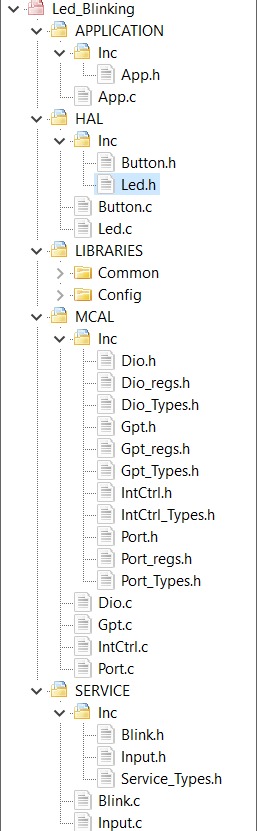 Led_Blinking
APPLICATION
Inc
App.h
App.c
HAL
Inc
Button.h
Led.h
Button.c
Led.c
LIBRARIES
Common
Config
MCAL
Inc
Dio.h
Dio_regs.h
Dio_Types.h
Gpt.h
Gpt_regs.h
Gpt_Types.h
IntCtrl.h
IntCtrl_Types.h
Port.h
Port_regs.h
Port_Types.h
Dio.c
Gpt.c
IntCtrl.c
Port.c
SERVICE
Inc
Blink.h
Input.h
Service_Types.h
Blink.c
Input.c